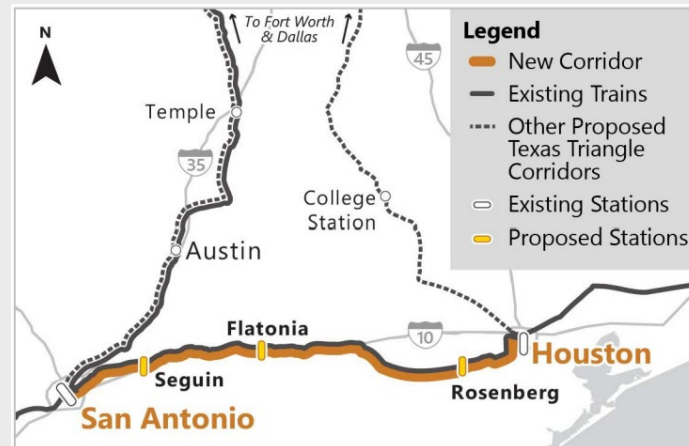 To Fort Worth
& Dallas
N
45
Temple
35
College
Station
Austin
Flatonia
10
Houston
Seguin
Rosenberg
San Antonio
Legend
New Corridor
Existing Trains
Other Proposed
Texas Triangle
Corridors
Existing Stations
Proposed Stations